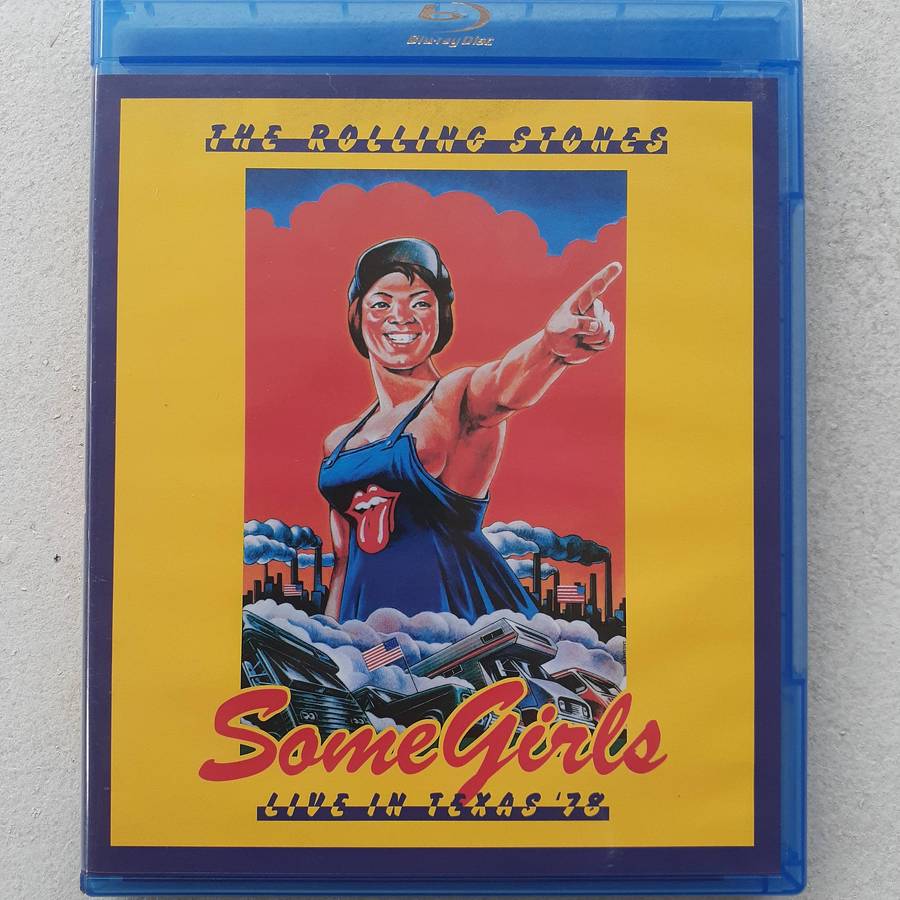 Blu-ray Disc
THE ROLLING STONES
Some Girls
LIVE IN TEXAS '78